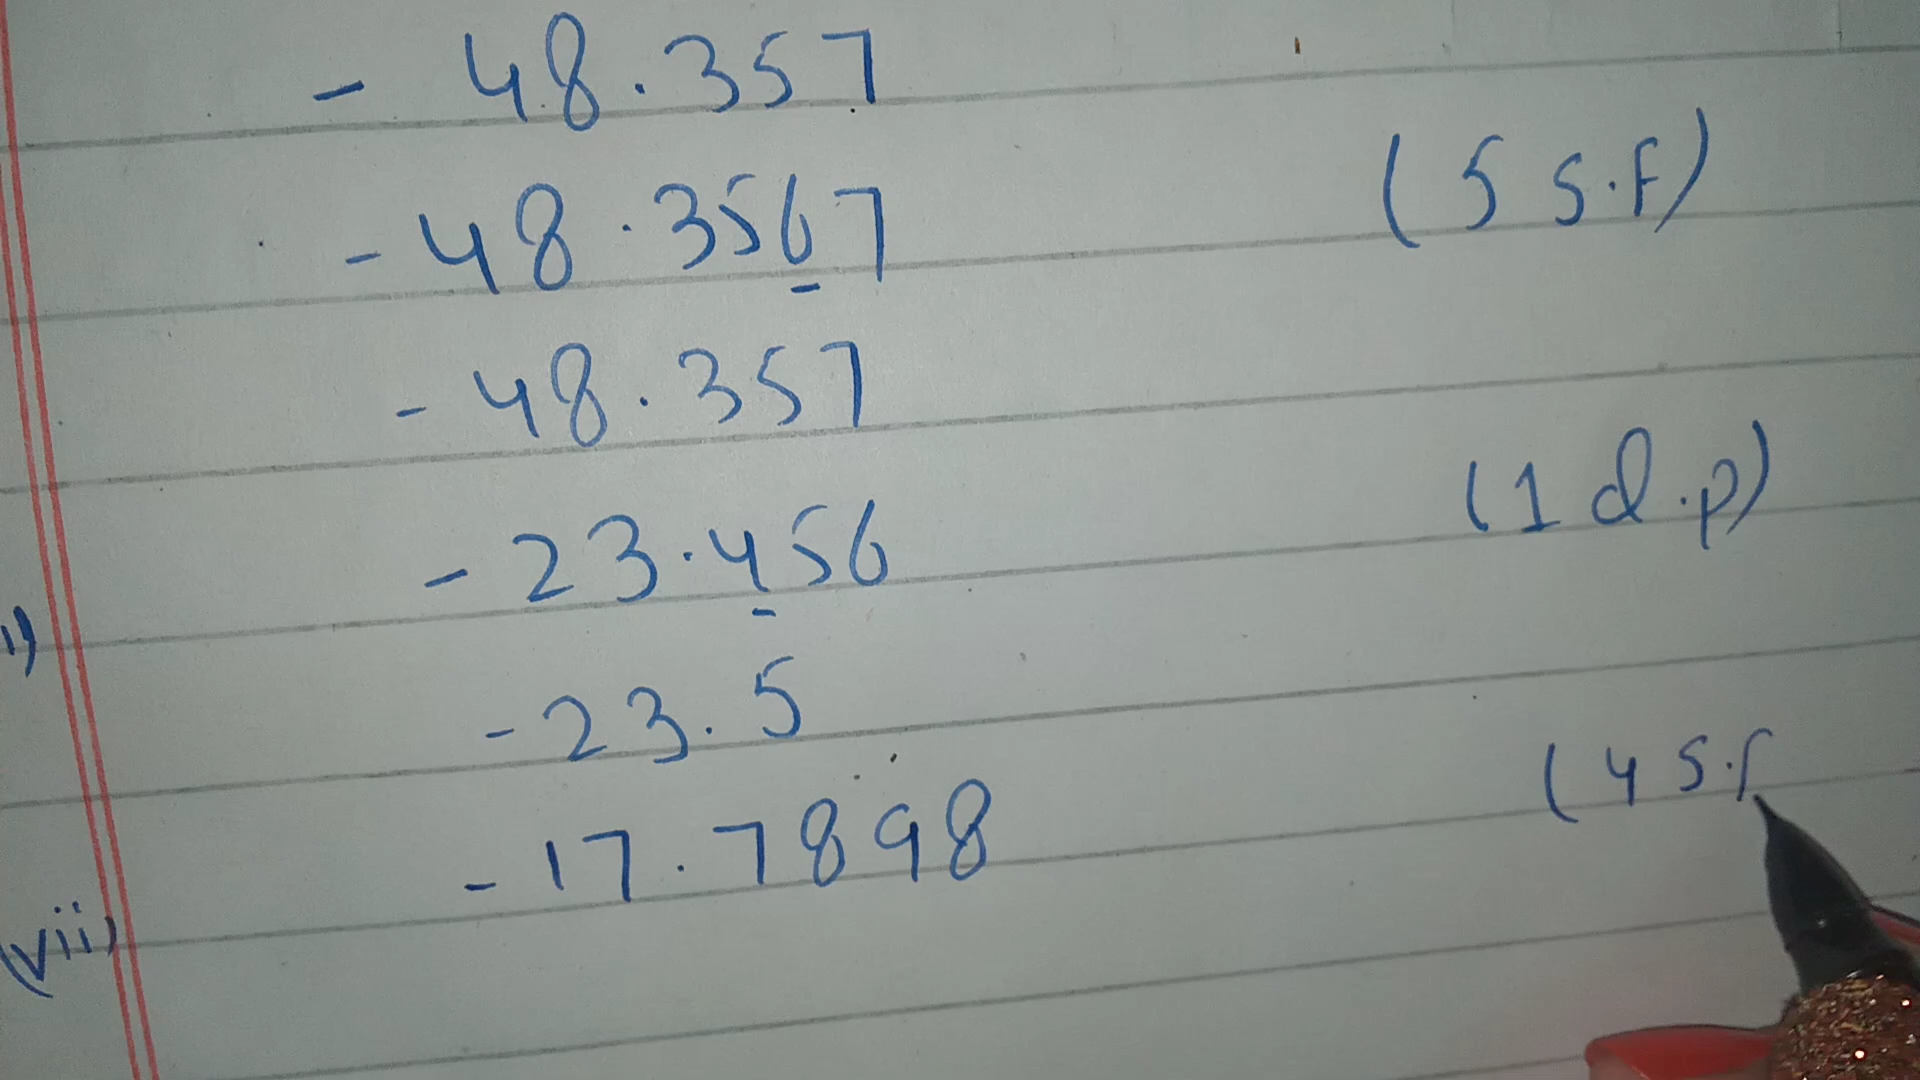 - 48.357
- 48.3567 (5 S.F)
- 48.357
- 23.456 (1 d.p)
- 23.5
- 17.7898 (4 S.f
(vii)